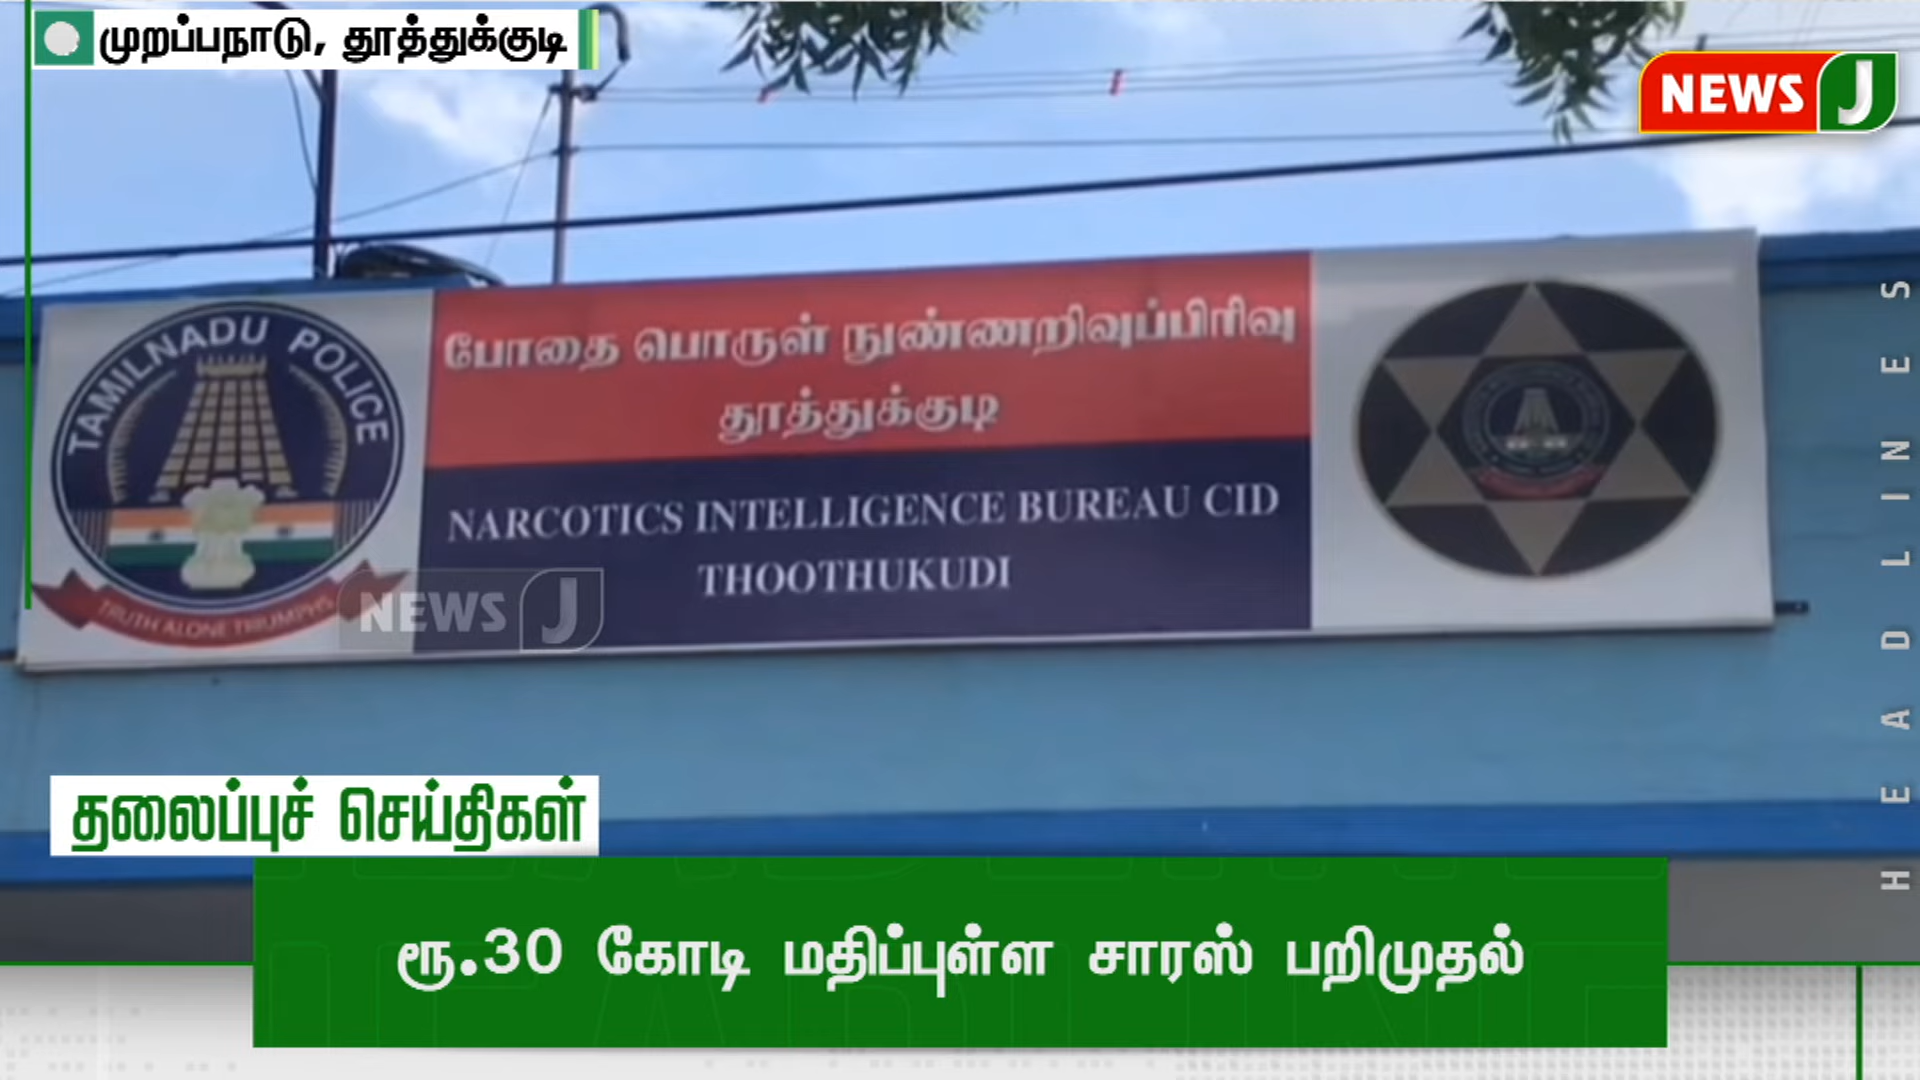 முறப்பநாடு, தூத்துக்குடி
NEWS J
TAMILNADU POLICE
TRUTH ALONE TRIUMPHS
போதை பொருள் நுண்ணறிவுப்பிரிவு
தூத்துக்குடி
NARCOTICS INTELLIGENCE BUREAU CID
THOOTHUKUDI
NEWS J
HEADLINES
தலைப்புச் செய்திகள்
ரூ.30 கோடி மதிப்புள்ள சாரஸ் பறிமுதல்